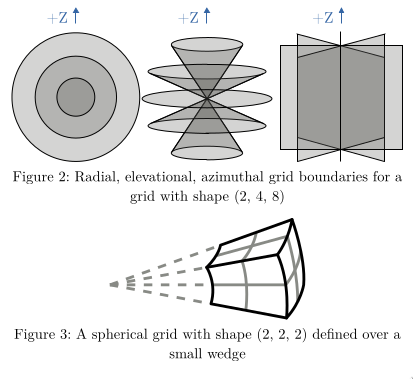 +Z +Z +Z
Figure 2: Radial, elevational, azimuthal grid boundaries for a
grid with shape (2, 4, 8)
Figure 3: A spherical grid with shape (2, 2, 2) defined over a
small wedge